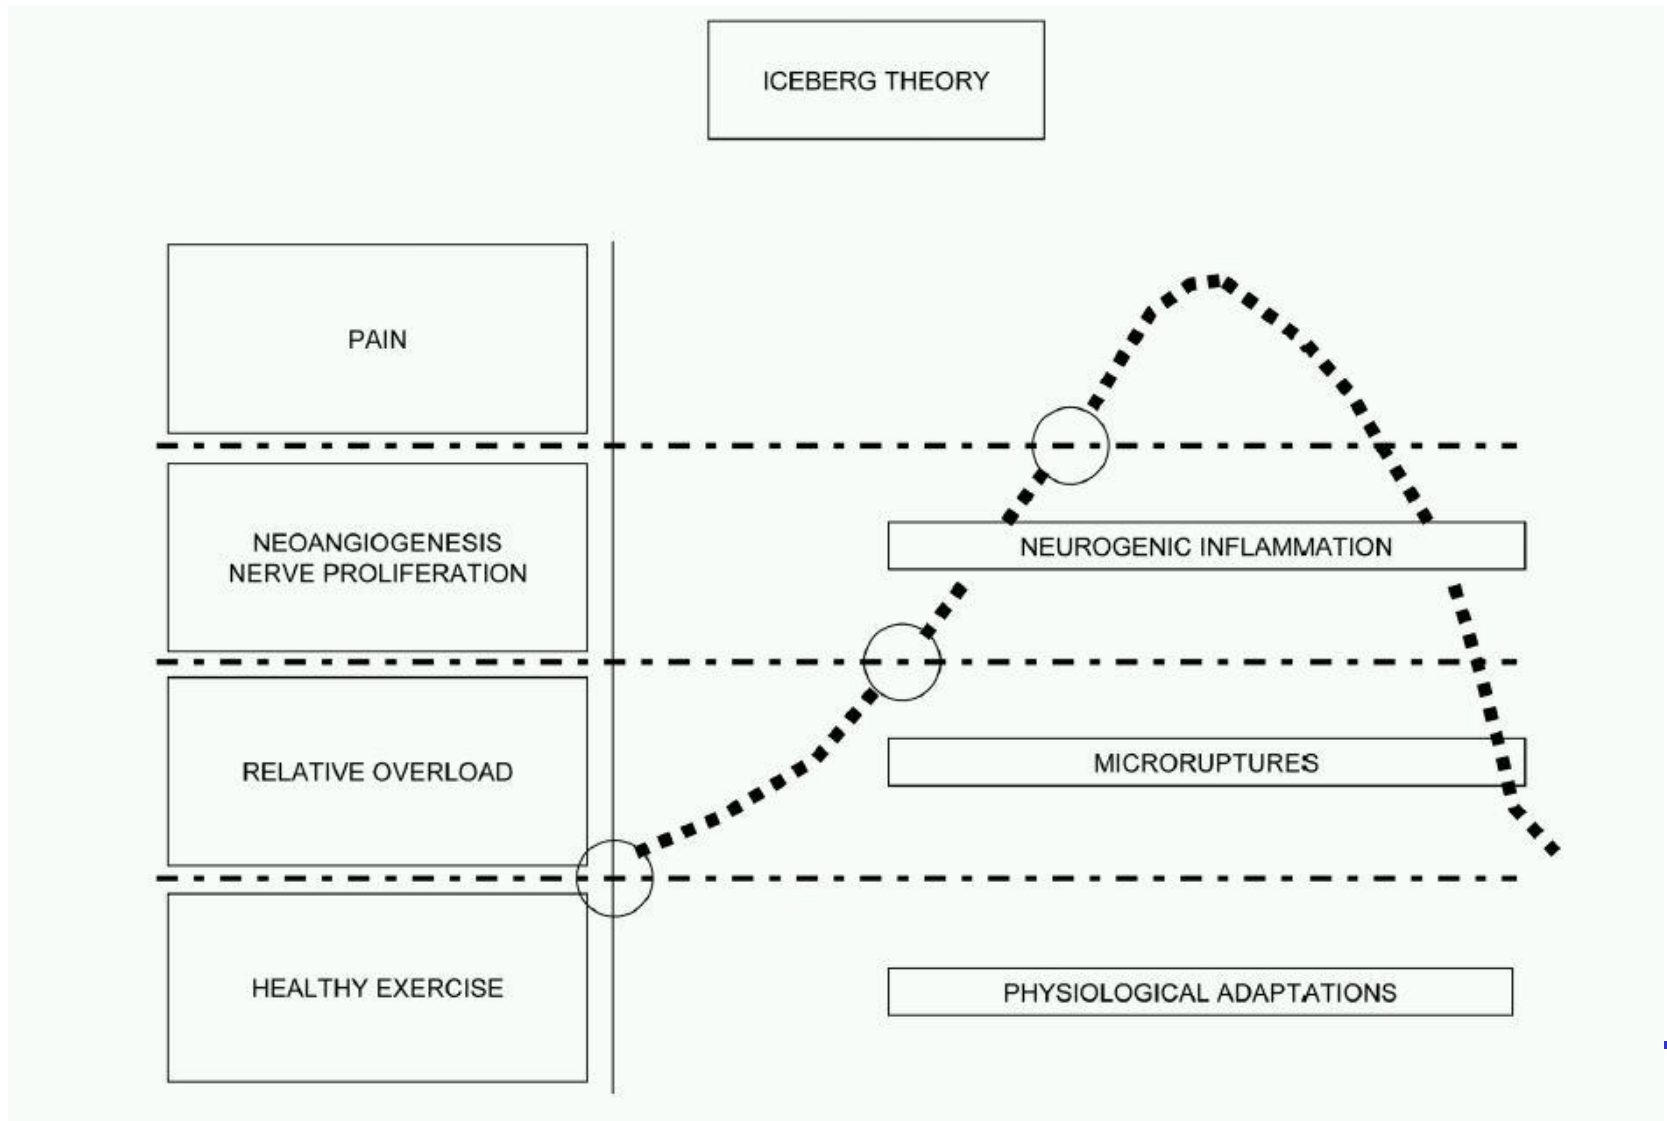 ICEBERG THEORY
PAIN
NEOANGIOGENESIS
NERVE PROLIFERATION
NEUROGENIC INFLAMMATION
RELATIVE OVERLOAD
MICRORUPTURES
HEALTHY EXERCISE
PHYSIOLOGICAL ADAPTATIONS